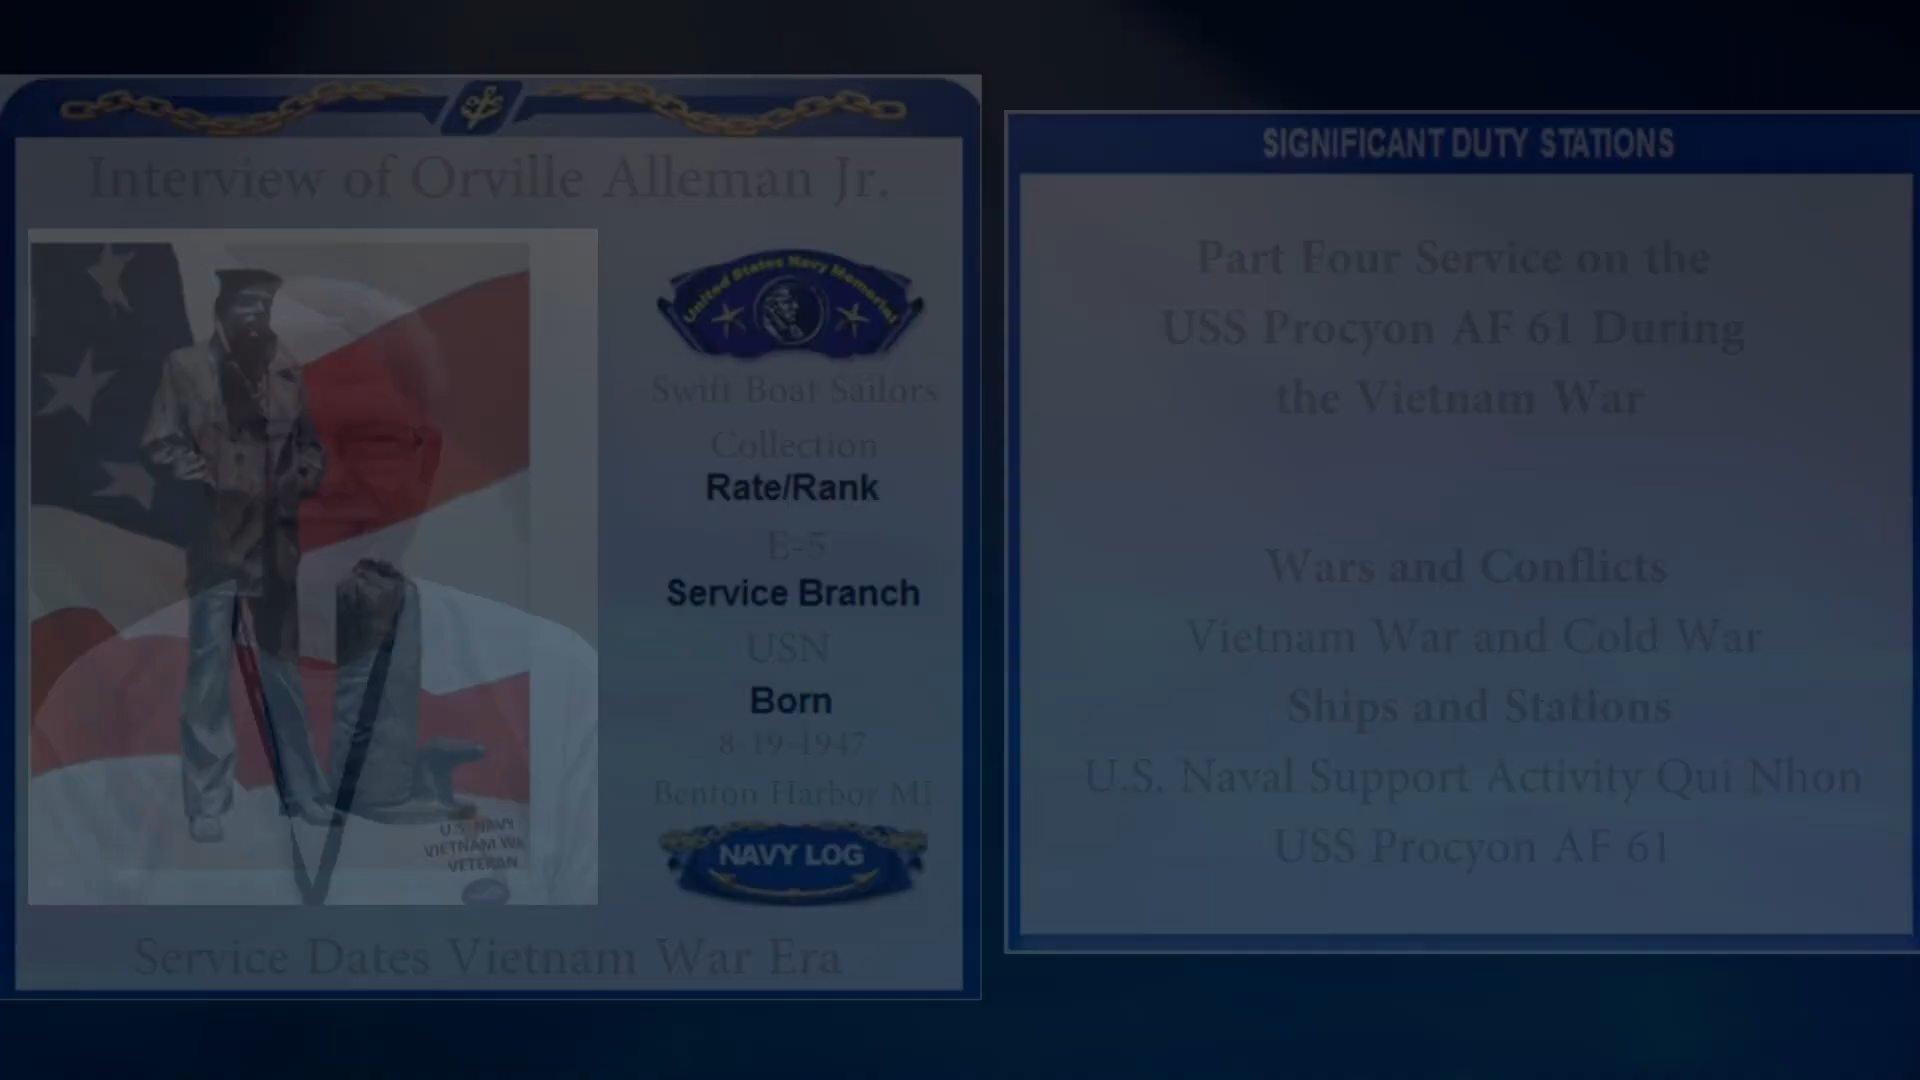 Interview of Orville Alleman Jr.
United States Navy Memorial
Swift Boat Sailors
Collection
Rate/Rank
E-5
Service Branch
USN
Born
8-19-1947
Benton Harbor MI
NAVY LOG
U.S. NAVY
VIETNAM
VETERAN
Service Dates Vietnam War Era
SIGNIFICANT DUTY STATIONS
Part Four Service on the
USS Procyon AF 61 During
the Vietnam War
Wars and Conflicts
Vietnam War and Cold War
Ships and Stations
U.S. Naval Support Activity Qui Nhon
USS Procyon AF 61